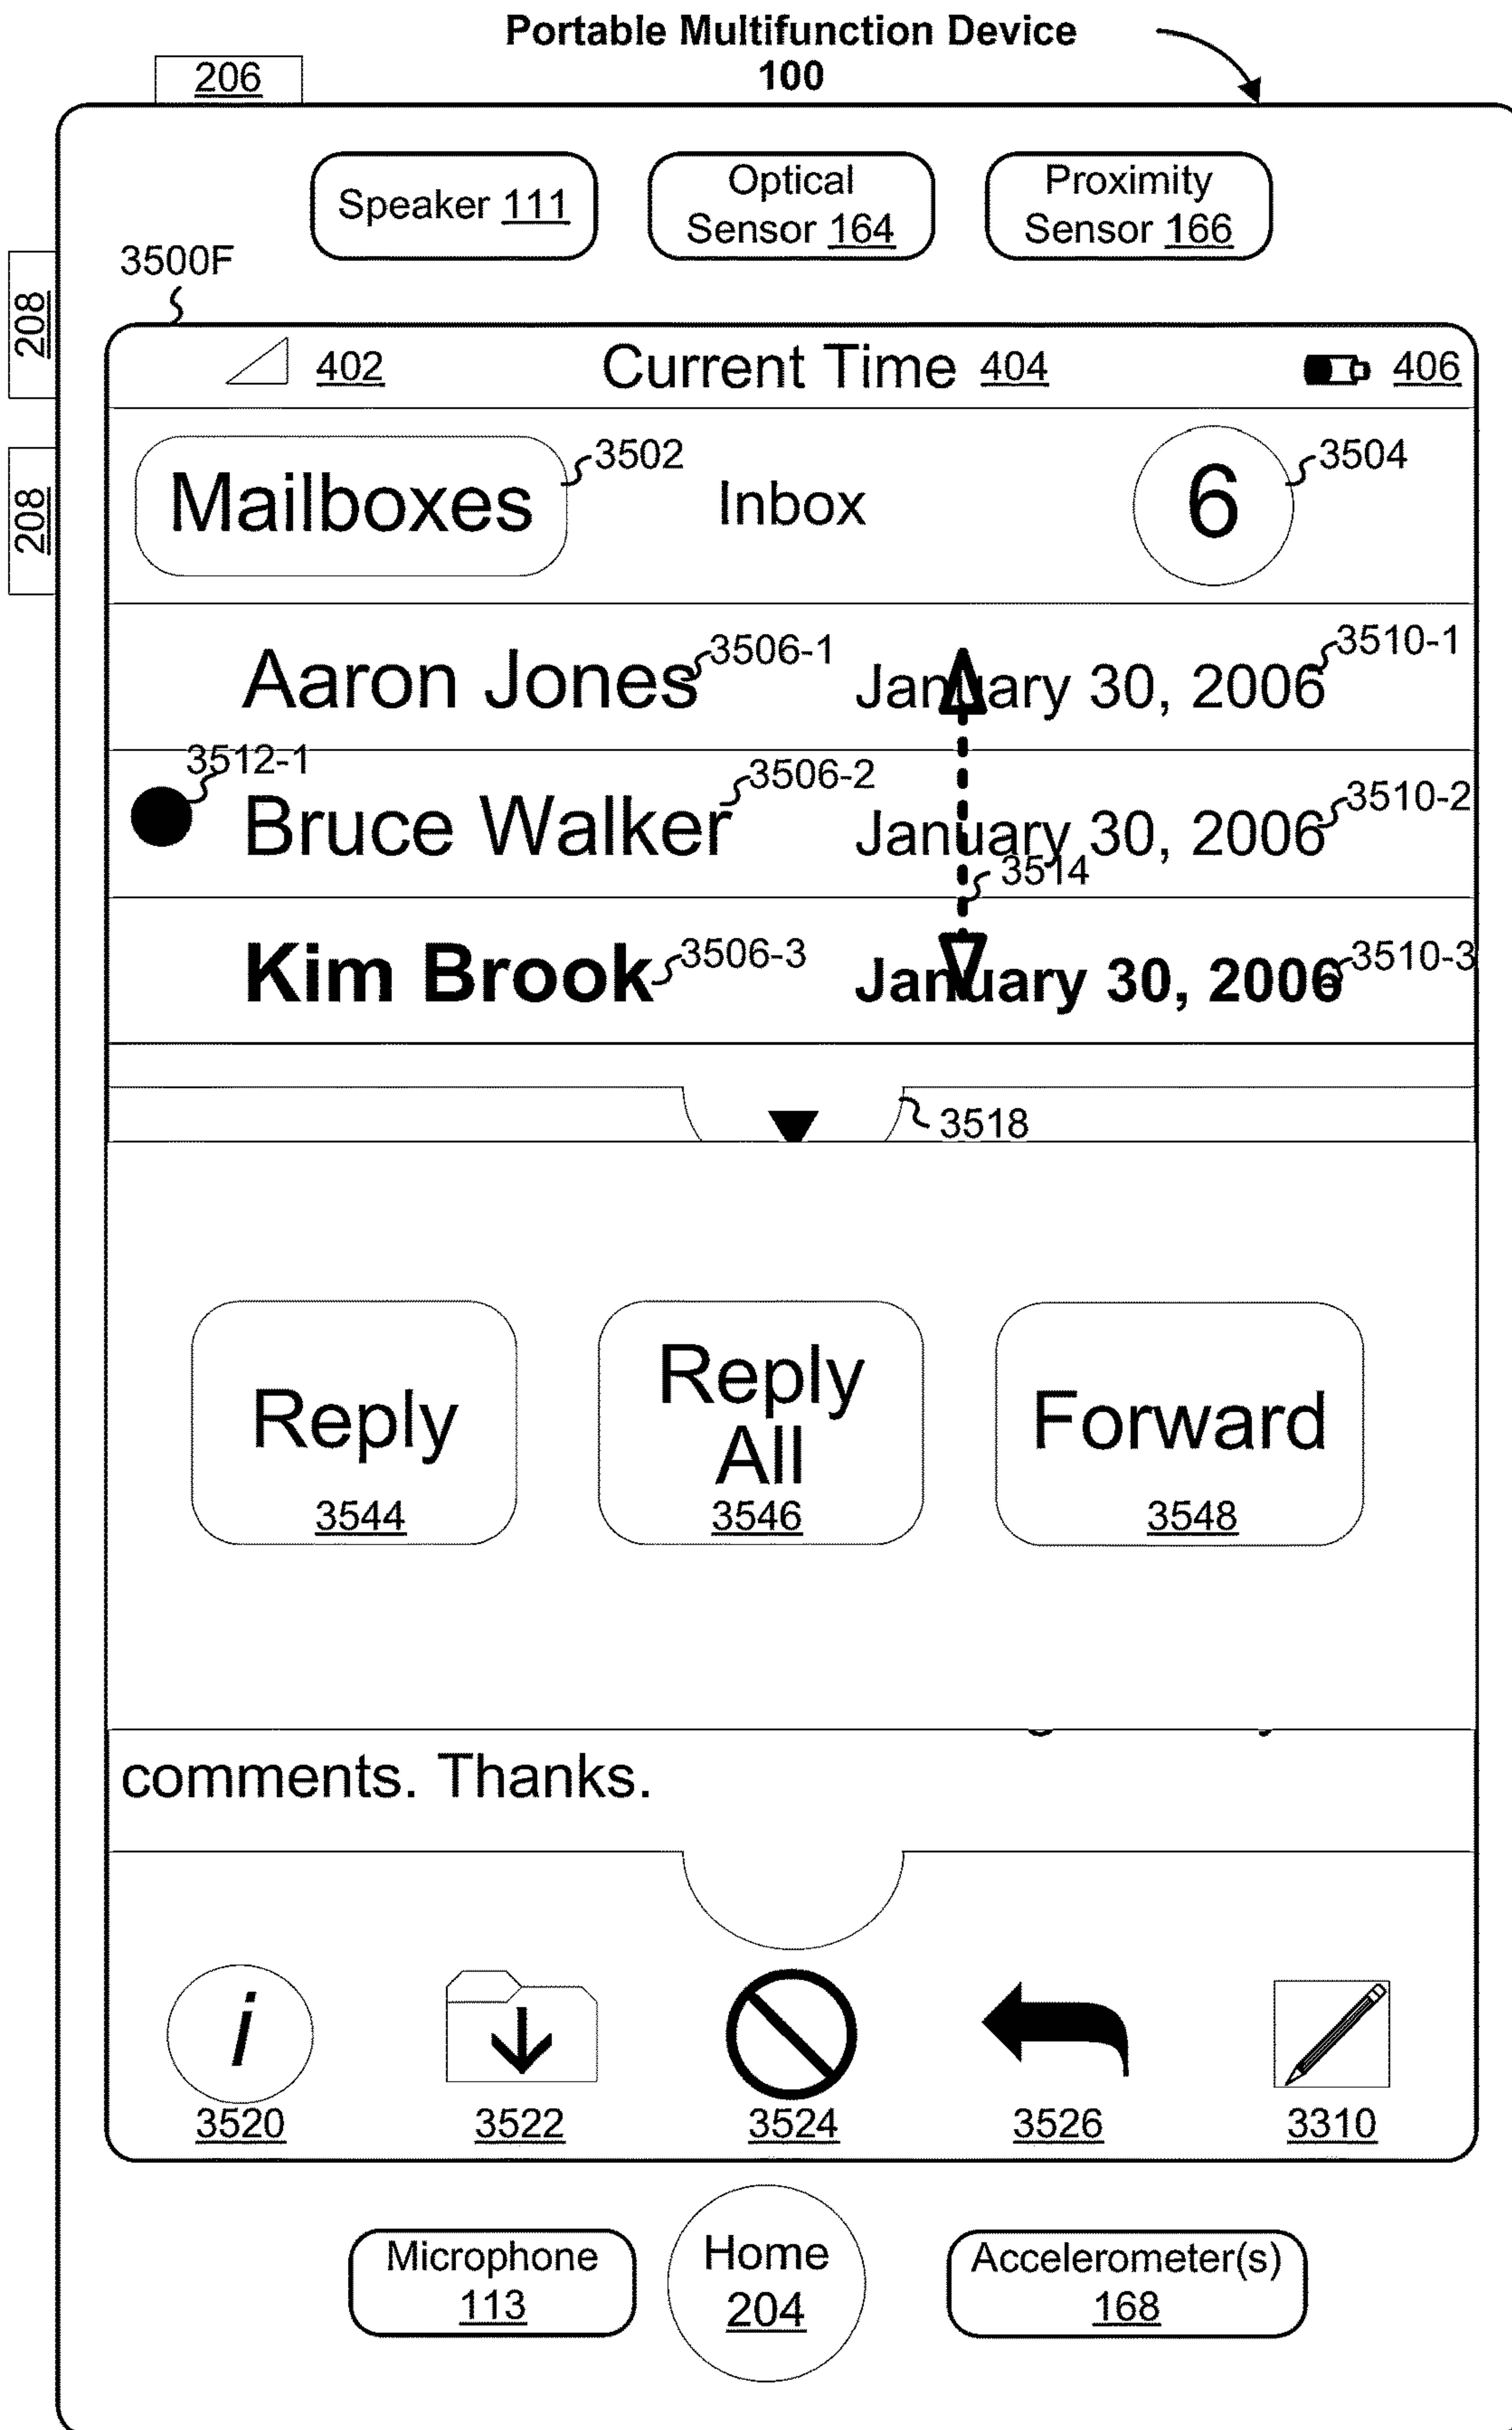 Portable Multifunction Device
100
206
Speaker 111
Optical
Sensor 164
Proximity
Sensor 166
3500F
208
208
402
Current Time 404
406
Mailboxes
3502
Inbox
6
3504
Aaron Jones
3506-1
January 30, 2006
3510-1
3512-1
Bruce Walker
3506-2
January 30, 2006
3510-2
3514
Kim Brook
3506-3
January 30, 2006
3510-3
3518
Reply
3544
Reply
All
3546
Forward
3548
comments. Thanks.
i
3520
3522
3524
3526
3310
Microphone
113
Home
204
Accelerometer(s)
168